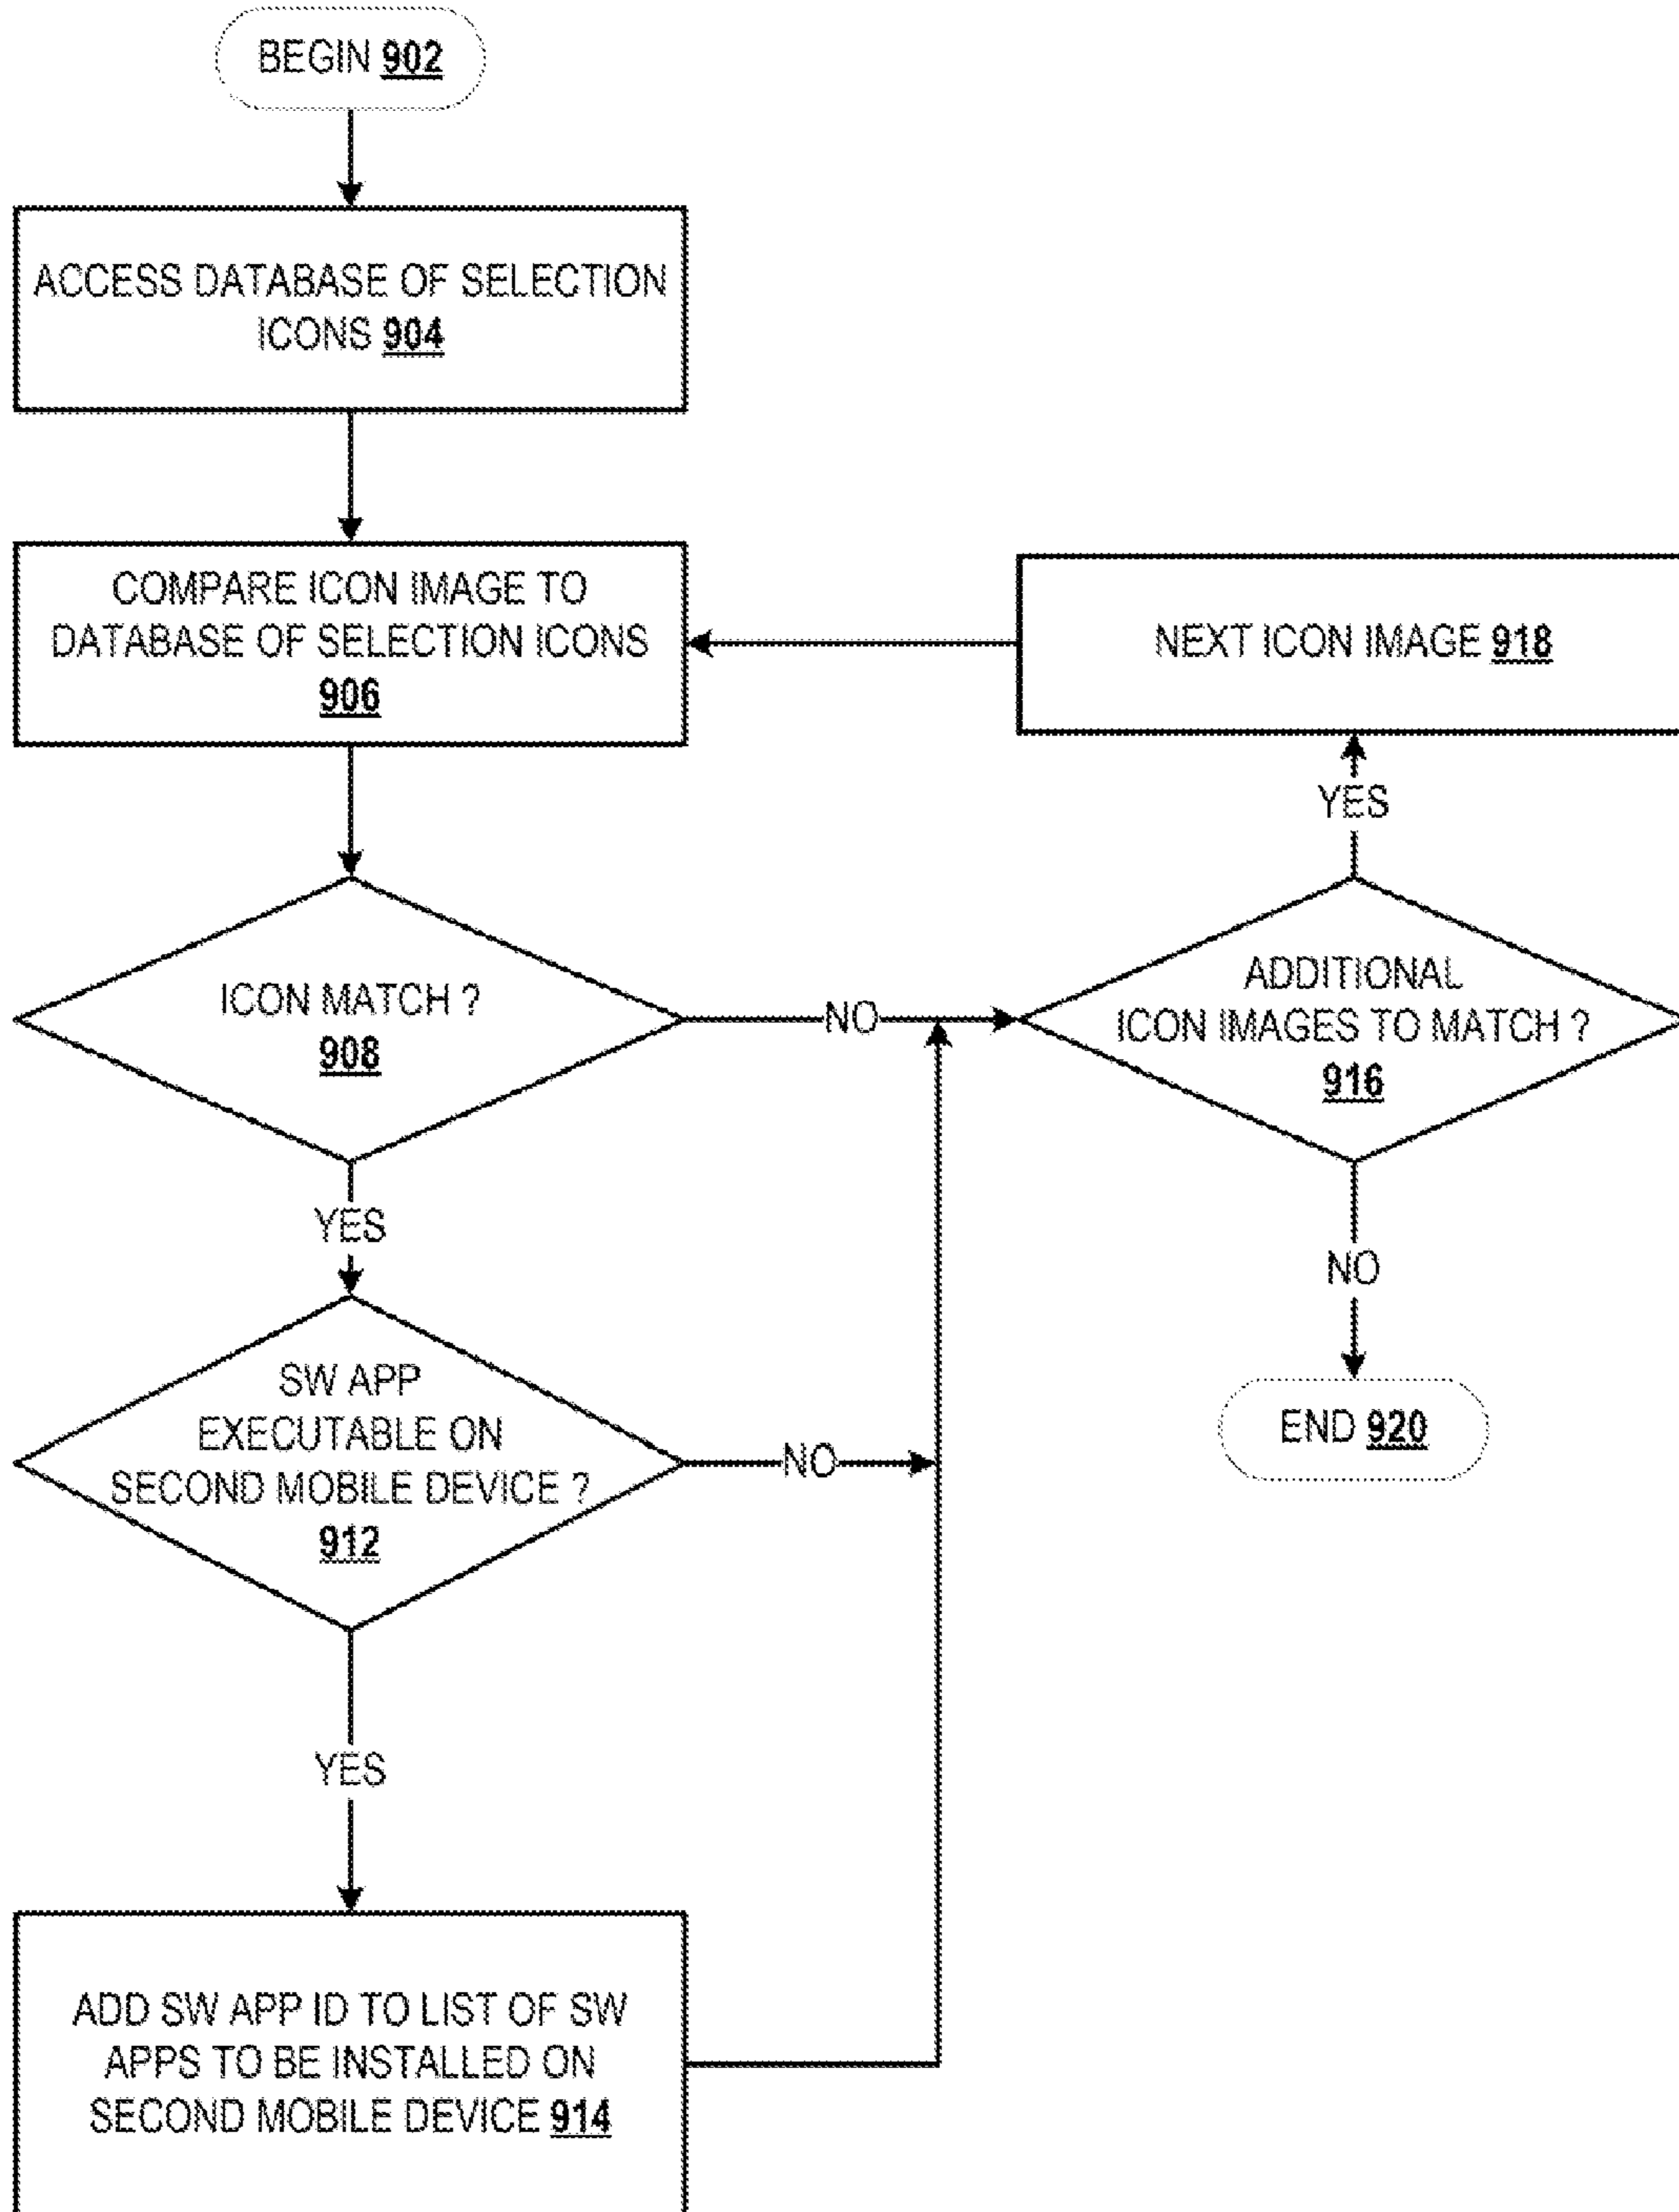 BEGIN 902
ACCESS DATABASE OF SELECTION
ICONS 904
COMPARE ICON IMAGE TO
DATABASE OF SELECTION ICONS
906
NEXT ICON IMAGE 918
YES
ICON MATCH ?
908
NO
ADDITIONAL
ICON IMAGES TO MATCH ?
916
YES
NO
SW APP
EXECUTABLE ON
SECOND MOBILE DEVICE ?
912
NO
END 920
YES
ADD SW APP ID TO LIST OF SW
APPS TO BE INSTALLED ON
SECOND MOBILE DEVICE 914